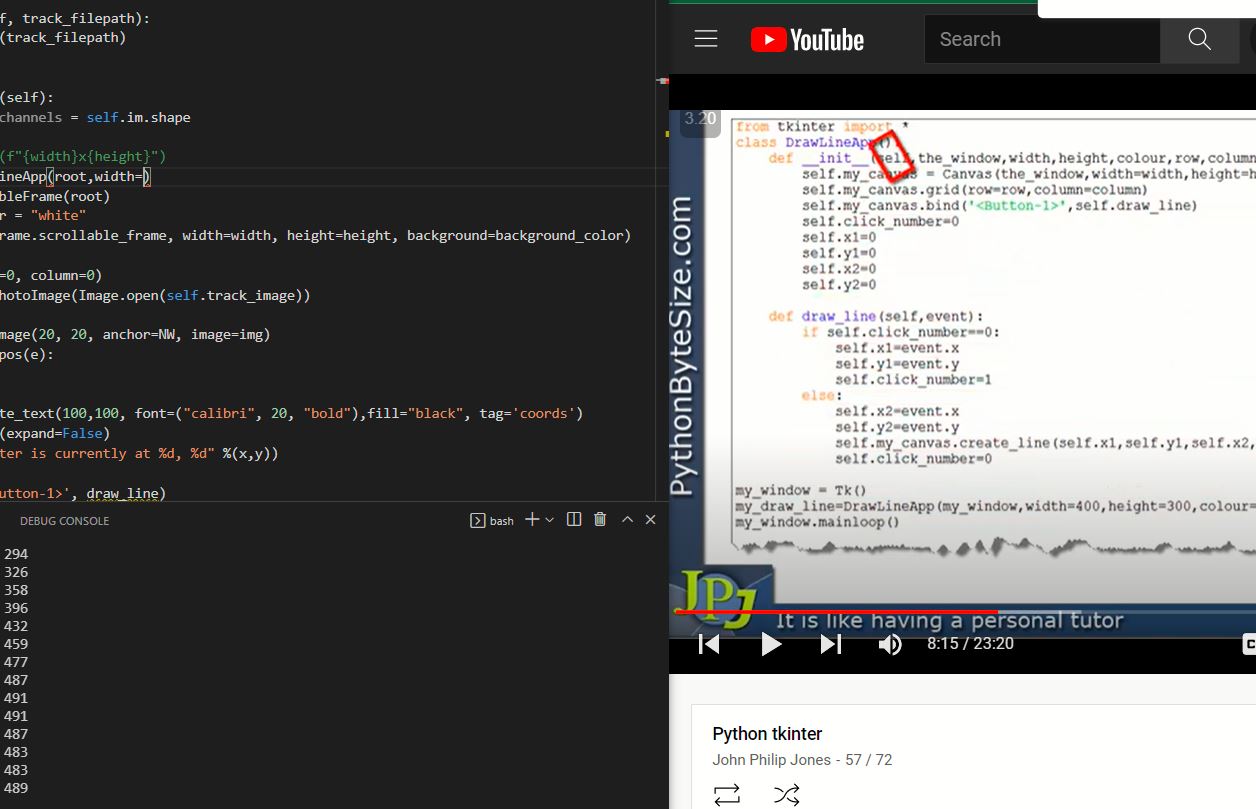 f, track_filepath):
(track_filepath)
(self):
channels = self.im.shape
(f"{width}x{height}")
ineApp(root,width=)
bleFrame(root)
r = "white"
rame.scrollable_frame, width=width, height=height, background=background_color)
=0, column=0)
hotoImage(Image.open(self.track_image))
mage(20, 20, anchor=NW, image=img)
pos(e):
te_text(100,100, font=("calibri", 20, "bold"),fill="black", tag='coords')
(expand=False)
ter is currently at %d, %d" %(x,y))
utton-1>', draw_line)
DEBUG CONSOLE
bash
294
326
358
396
432
459
477
487
491
491
487
483
483
489
YouTube
Search
3.20
from tkinter import *
class DrawLineApp():
def __init__(self,the_window,width,height,colour,row,column
self.my_canvas = Canvas(the_window,width=width,height=h
self.my_canvas.grid(row=row,column=column)
self.my_canvas.bind('<Button-1>',self.draw_line)
self.click_number=0
self.x1=0
self.y1=0
self.x2=0
self.y2=0
def draw_line(self,event):
if self.click_number==0:
self.x1=event.x
self.y1=event.y
self.click_number=1
else:
self.x2=event.x
self.y2=event.y
self.my_canvas.create_line(self.x1,self.y1,self.x2,
self.click_number=0
my_window = Tk()
my_draw_line=DrawLineApp(my_window,width=400,height=300,colour=
my_window.mainloop()
PythonByteSize.com
JPJ
It is like having a personal tutor
8:15 / 23:20
Python tkinter
John Philip Jones - 57 / 72